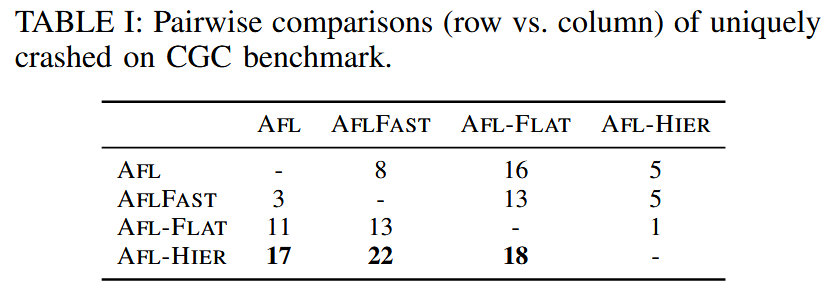 TABLE I: Pairwise comparisons (row vs. column) of uniquely
crashed on CGC benchmark.
AFL AFLFAST AFL-FLAT AFL-HIER
AFL - 8 16 5
AFLFAST 3 - 13 5
AFL-FLAT 11 13 - 1
AFL-HIER 17 22 18 -